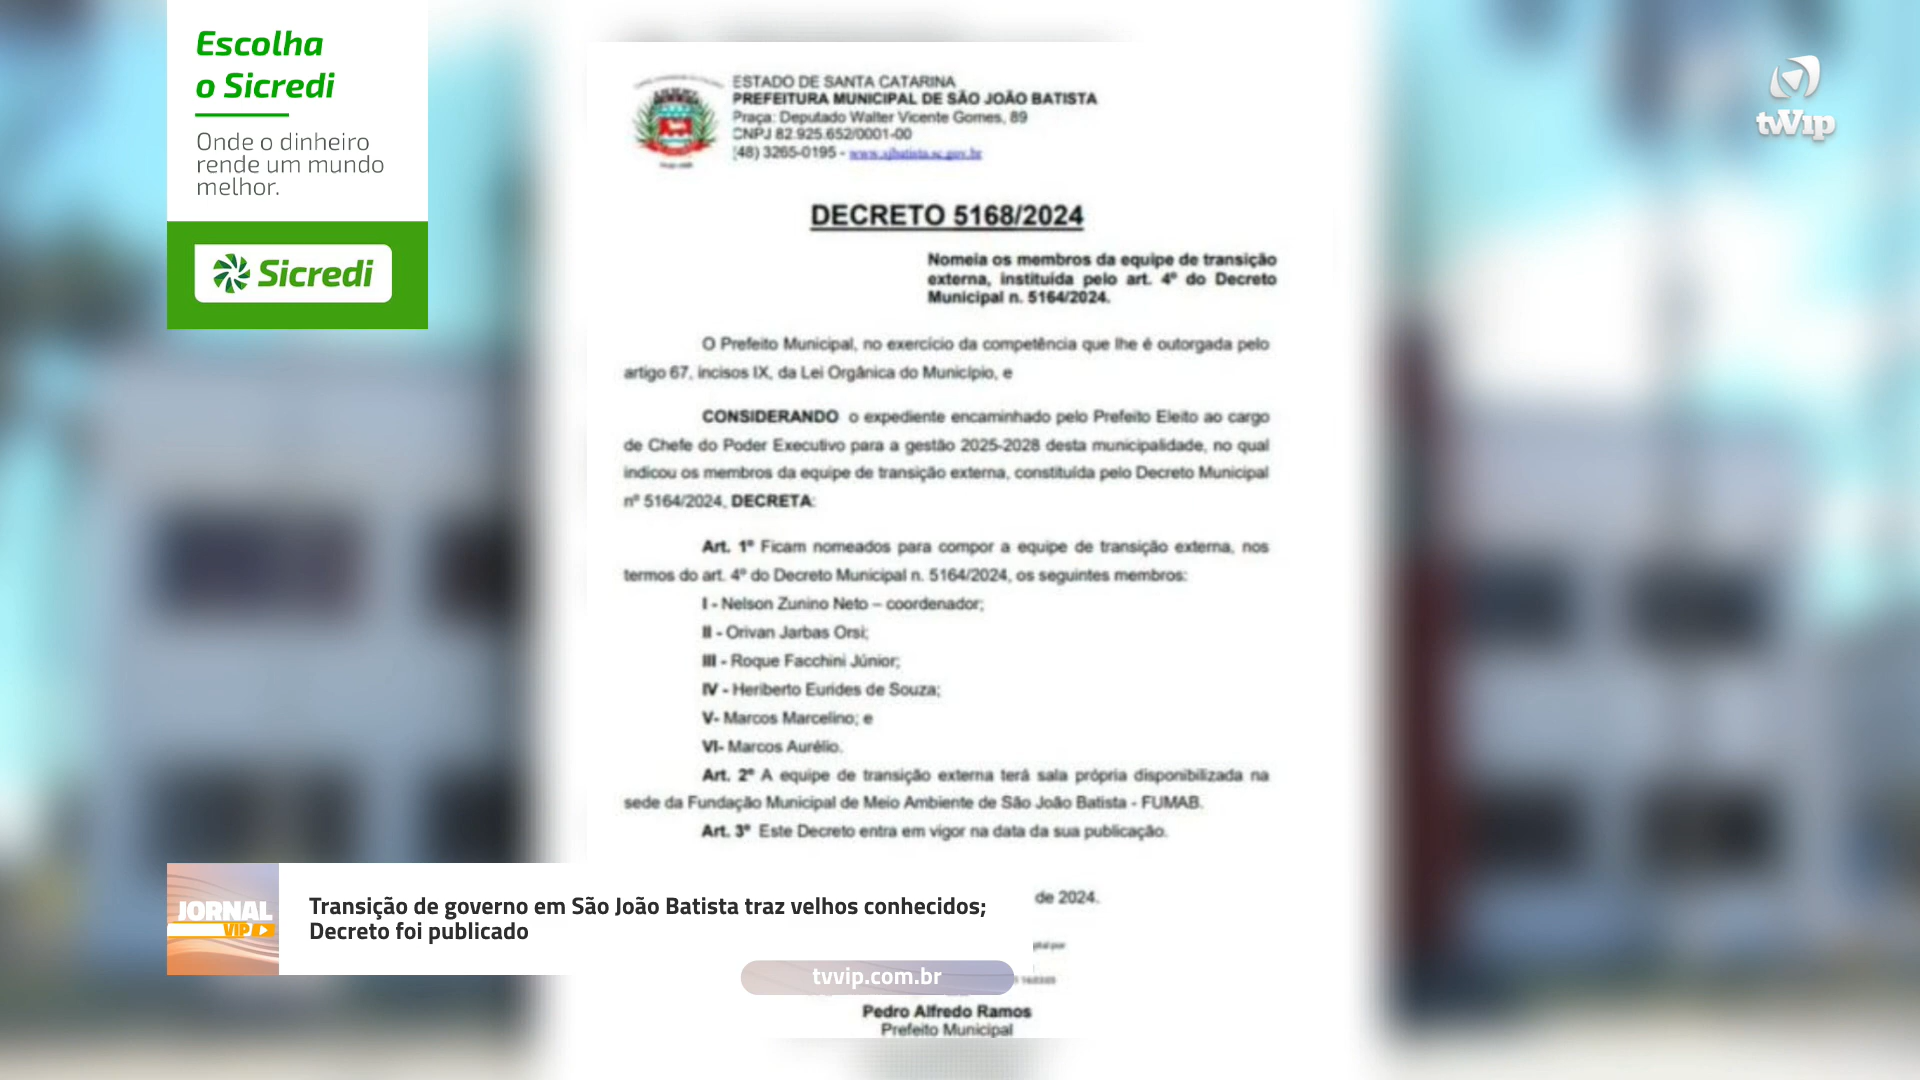 Escolha
o Sicredi
Onde o dinheiro
rende um mundo
melhor.
Sicredi
tvVip
ESTADO DE SANTA CATARINA
PREFEITURA MUNICIPAL DE SÃO JOÃO BATISTA
Praça: Deputado Walter Vicente Gomes, 89
CNPJ 82.925.652/0001-00
(48) 3265-0195 - www.sjbatista.sc.gov.br
DECRETO 5168/2024
Nomeia os membros da equipe de transição
externa, instituída pelo art. 4º do Decreto
Municipal n. 5164/2024.
O Prefeito Municipal, no exercício da competência que lhe é outorgada pelo
artigo 67, incisos IX, da Lei Orgânica do Município, e
CONSIDERANDO o expediente encaminhado pelo Prefeito Eleito ao cargo
de Chefe do Poder Executivo para a gestão 2025-2028 desta municipalidade, no qual
indicou os membros da equipe de transição externa, constituída pelo Decreto Municipal
nº 5164/2024, DECRETA:
Art. 1º Ficam nomeados para compor a equipe de transição externa, nos
termos do art. 4º do Decreto Municipal n. 5164/2024, os seguintes membros:
I - Nelson Zunino Neto – coordenador;
II - Orivan Jarbas Orsi;
III - Roque Facchini Júnior;
IV - Heriberto Eurides de Souza;
V- Marcos Marcelino; e
VI- Marcos Aurélio.
Art. 2º A equipe de transição externa terá sala própria disponibilizada na
sede da Fundação Municipal de Meio Ambiente de São João Batista - FUMAB.
Art. 3º Este Decreto entra em vigor na data da sua publicação.
de 2024.
JORNAL
VIP
Transição de governo em São João Batista traz velhos conhecidos;
Decreto foi publicado
tvvip.com.br
Pedro Alfredo Ramos
Prefeito Municipal